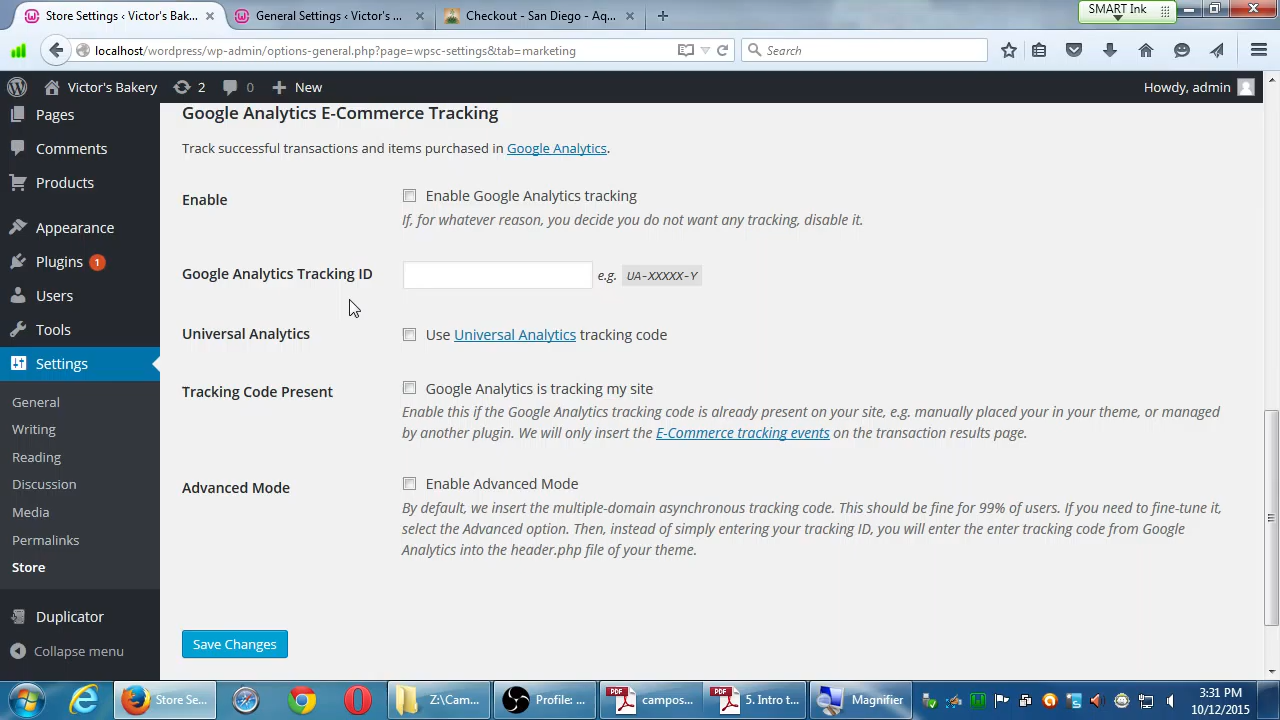 Store Settings ‹ Victor's Bak... ×
General Settings ‹ Victor's ... ×
Checkout - San Diego - Aq... ×
SMART Ink
localhost/wordpress/wp-admin/options-general.php?page=wpsc-settings&tab=marketing
Search
Victor's Bakery 2 0 New
Howdy, admin
Pages
Comments
Products
Appearance
Plugins 1
Users
Tools
Settings
General
Writing
Reading
Discussion
Media
Permalinks
Store
Duplicator
Collapse menu
Google Analytics E-Commerce Tracking
Track successful transactions and items purchased in Google Analytics.
Enable
Enable Google Analytics tracking
If, for whatever reason, you decide you do not want any tracking, disable it.
Google Analytics Tracking ID
e.g. UA-XXXXX-Y
Universal Analytics
Use Universal Analytics tracking code
Tracking Code Present
Google Analytics is tracking my site
Enable this if the Google Analytics tracking code is already present on your site, e.g. manually placed your in your theme, or managed
by another plugin. We will only insert the E-Commerce tracking events on the transaction results page.
Advanced Mode
Enable Advanced Mode
By default, we insert the multiple-domain asynchronous tracking code. This should be fine for 99% of users. If you need to fine-tune it,
select the Advanced option. Then, instead of simply entering your tracking ID, you will enter the enter tracking code from Google
Analytics into the header.php file of your theme.
Save Changes
Store Se...
Z:\Cam...
Profile: ...
PDF
campos...
PDF
5. Intro t...
Magnifier
3:31 PM
10/12/2015